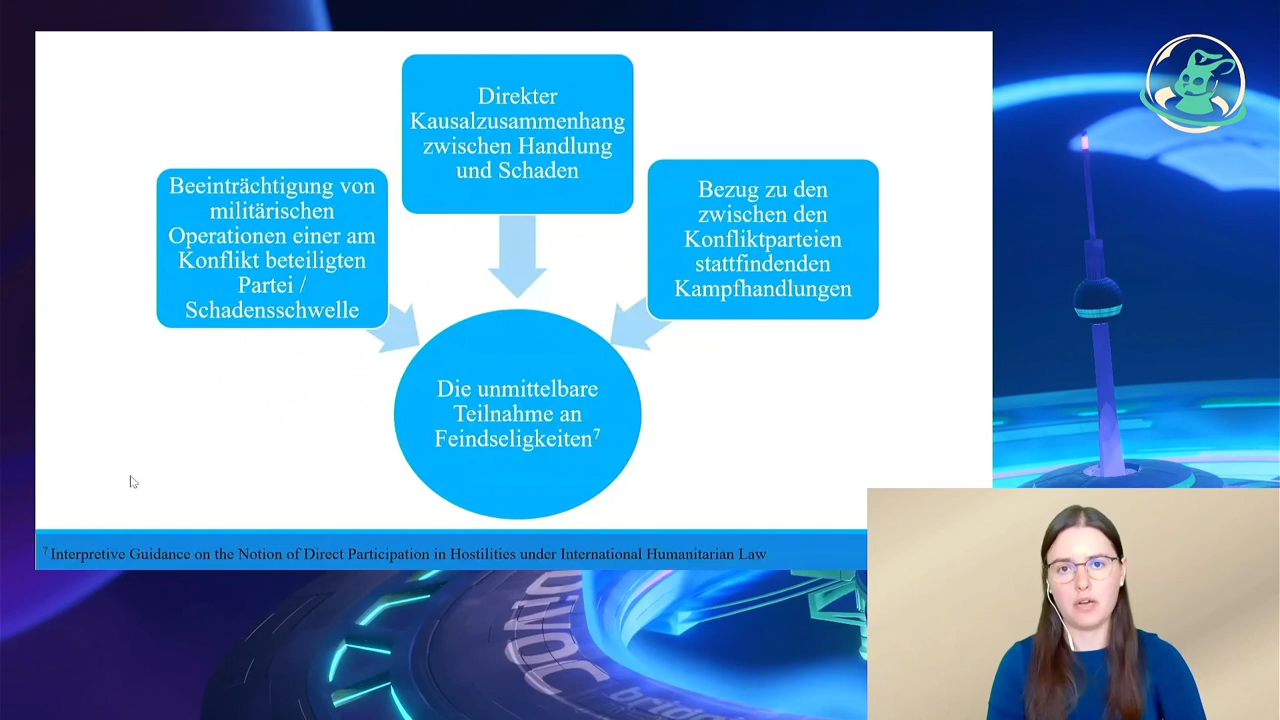 Direkter
Kausalzusammenhang
zwischen Handlung
und Schaden
Beeinträchtigung von
militärischen
Operationen einer am
Konflikt beteiligten
Partei /
Schadensschwelle
Bezug zu den
zwischen den
Konfliktparteien
stattfindenden
Kampfhandlungen
Die unmittelbare
Teilnahme an
Feindseligkeiten⁷
⁷ Interpretive Guidance on the Notion of Direct Participation in Hostilities under International Humanitarian Law